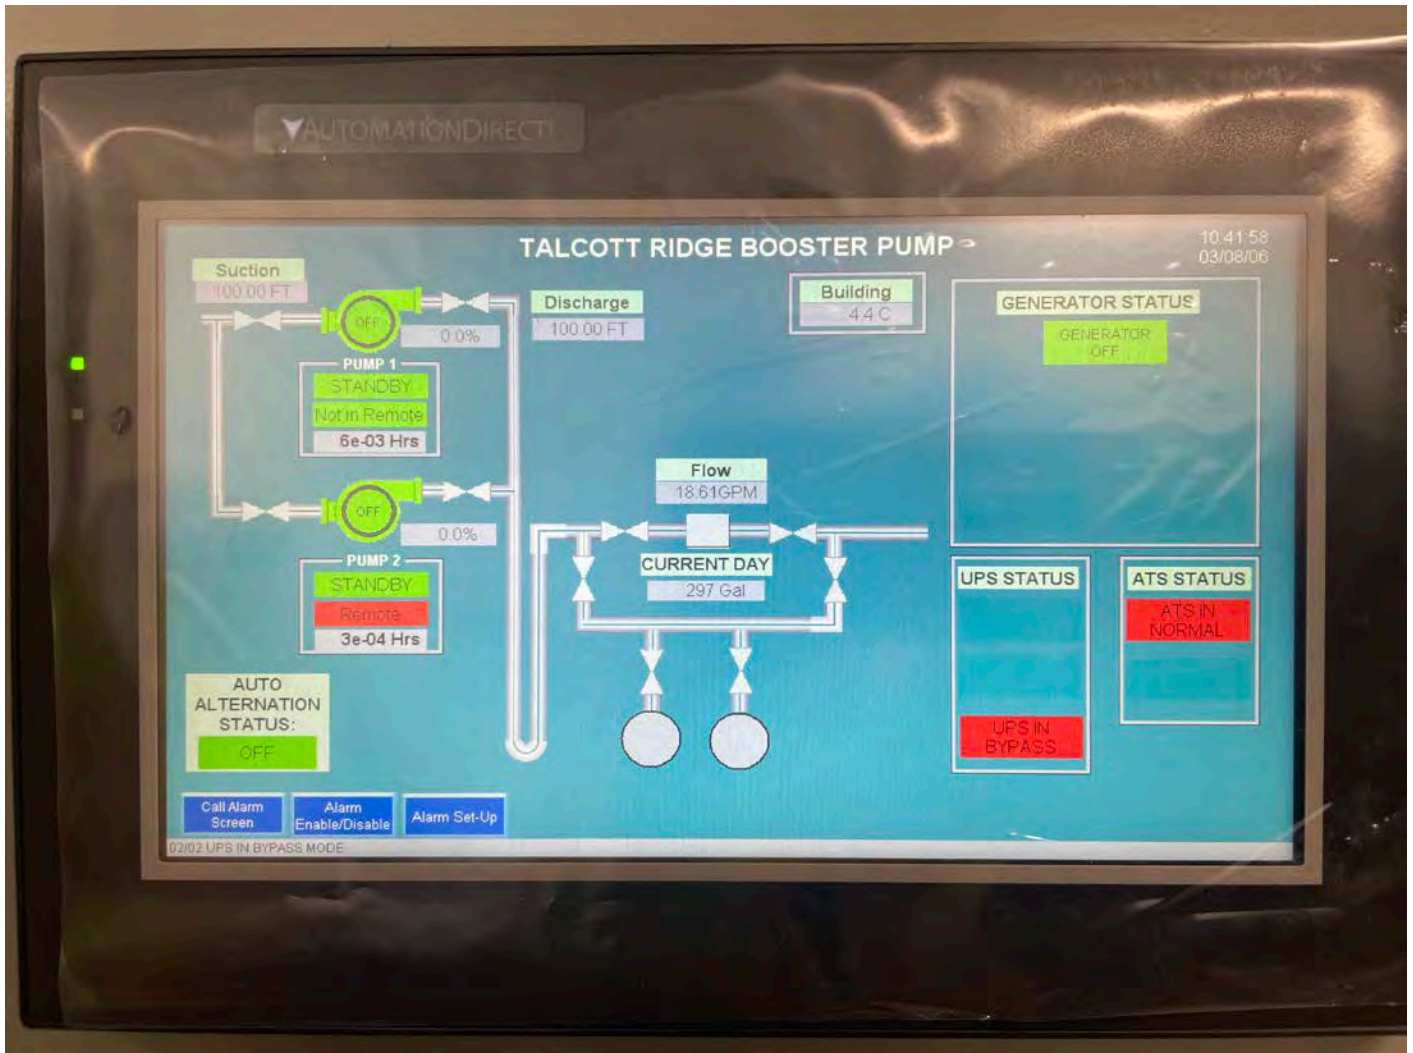 AUTOMATIONDIRECT
TALCOTT RIDGE BOOSTER PUMP
10:41:58
03/08/06
Suction
100.00 FT
OFF
0.0%
Discharge
100.00 FT
Building
4.4 C
GENERATOR STATUS
GENERATOR
OFF
PUMP 1
STANDBY
Not in Remote
6e-03 Hrs
OFF
0.0%
Flow
18.61GPM
CURRENT DAY
297 Gal
PUMP 2
STANDBY
Remote
3e-04 Hrs
UPS STATUS
UPS IN
BYPASS
ATS STATUS
ATS IN
NORMAL
AUTO
ALTERNATION
STATUS:
OFF
Call Alarm
Screen
Alarm
Enable/Disable
Alarm Set-Up
02/02 UPS IN BYPASS MODE